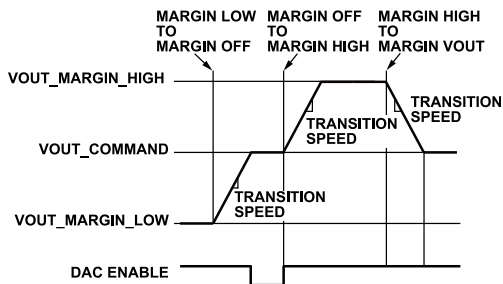 MARGIN LOW
TO
MARGIN OFF
MARGIN OFF
TO
MARGIN HIGH
MARGIN HIGH
TO
MARGIN VOUT
VOUT_MARGIN_HIGH
TRANSITION
SPEED
TRANSITION
SPEED
VOUT_COMMAND
TRANSITION
SPEED
VOUT_MARGIN_LOW
DAC ENABLE